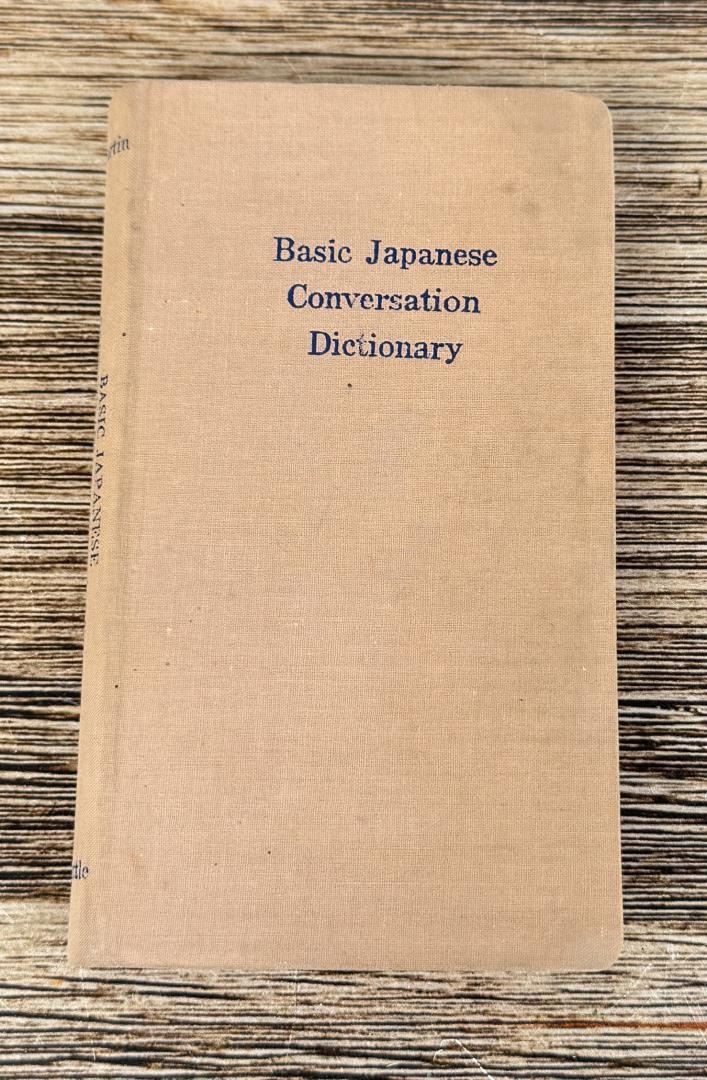 Basic Japanese
Conversation
Dictionary
BASIC JAPANESE